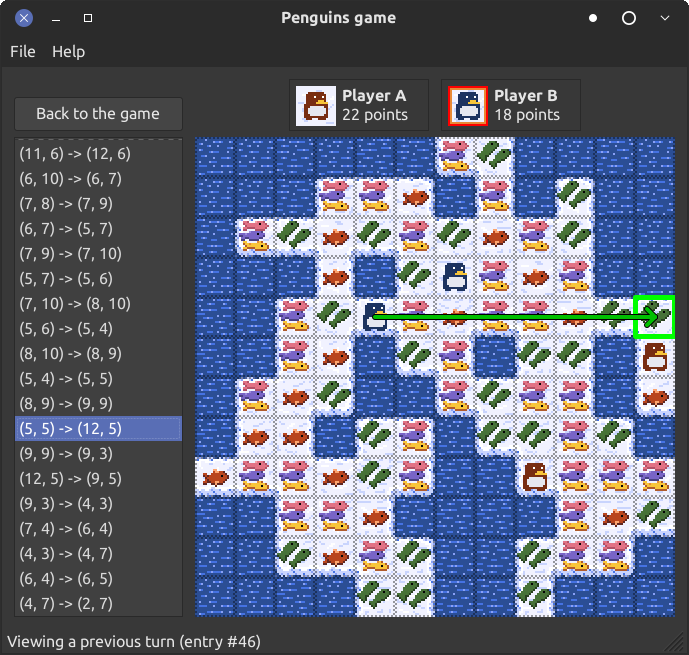 Penguins game
File Help
Back to the game
Player A
22 points
Player B
18 points
(11, 6) -> (12, 6)
(6, 10) -> (6, 7)
(7, 8) -> (7, 9)
(6, 7) -> (5, 7)
(7, 9) -> (7, 10)
(5, 7) -> (5, 6)
(7, 10) -> (8, 10)
(5, 6) -> (5, 4)
(8, 10) -> (8, 9)
(5, 4) -> (5, 5)
(8, 9) -> (9, 9)
(5, 5) -> (12, 5)
(9, 9) -> (9, 3)
(12, 5) -> (9, 5)
(9, 3) -> (4, 3)
(7, 4) -> (6, 4)
(4, 3) -> (4, 7)
(6, 4) -> (6, 5)
(4, 7) -> (2, 7)
Viewing a previous turn (entry #46)